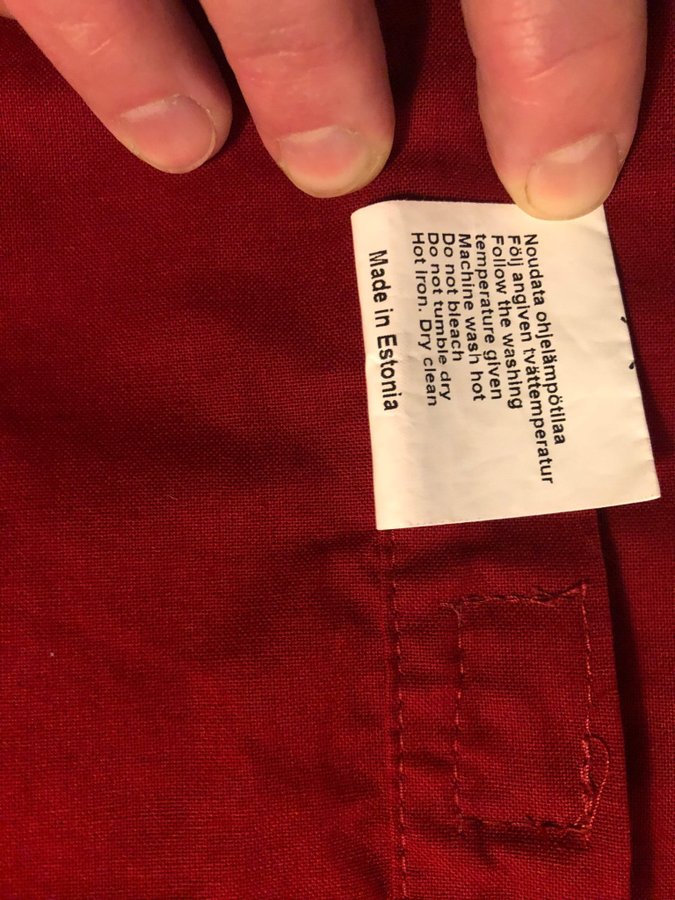 Noudata ohjelämpötilaa
Följ angiven tvättemperatur
Follow the washing
temperature given
Machine wash hot
Do not bleach
Do not tumble dry
Hot iron. Dry clean
Made in Estonia